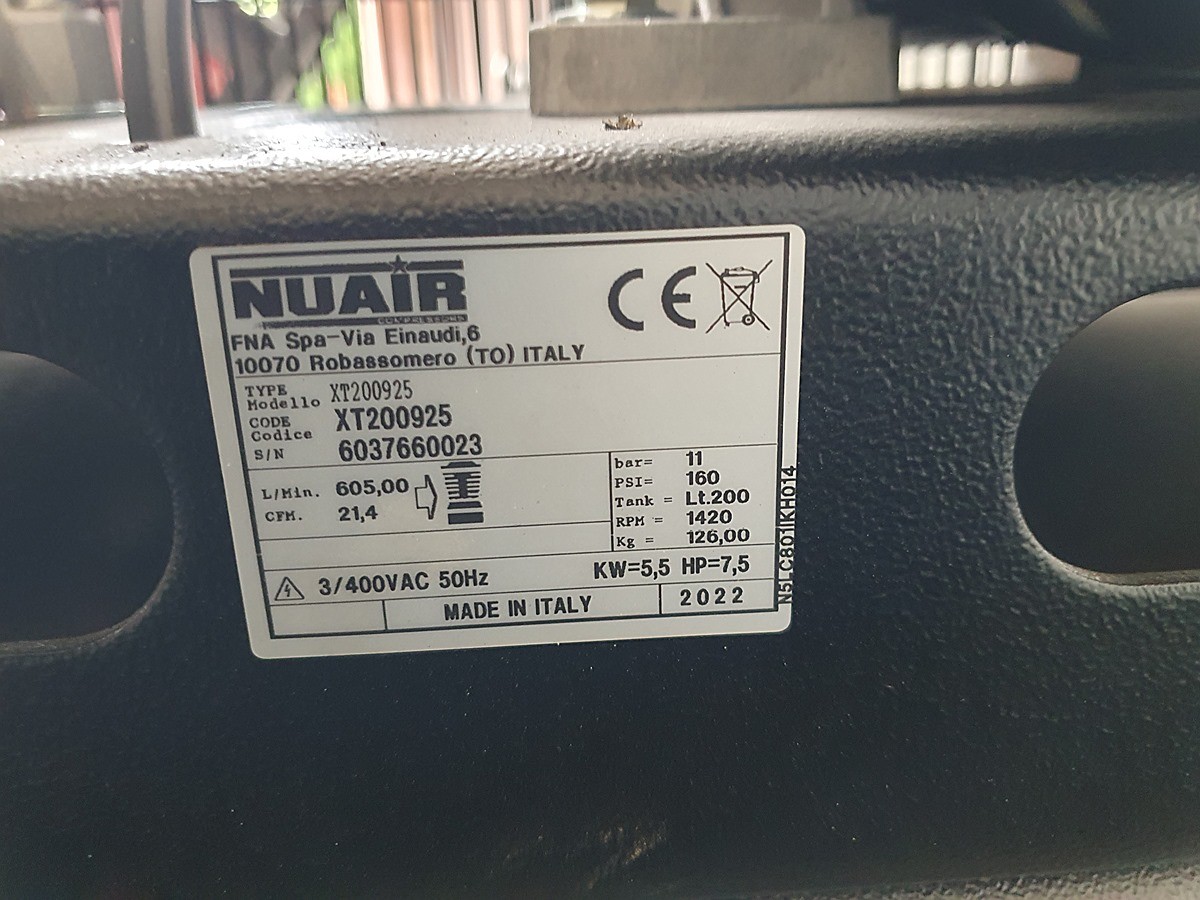 NUAIR
COMPRESSORS
FNA Spa-Via Einaudi,6
10070 Robassomero (TO) ITALY
CE
TYPE
Modello XT200925
CODE
Codice XT200925
S/N 6037660023
L/Min. 605,00
CFM. 21,4
bar= 11
PSI= 160
Tank = Lt.200
RPM = 1420
Kg = 126,00
3/400VAC 50Hz KW=5,5 HP=7,5
MADE IN ITALY 2022